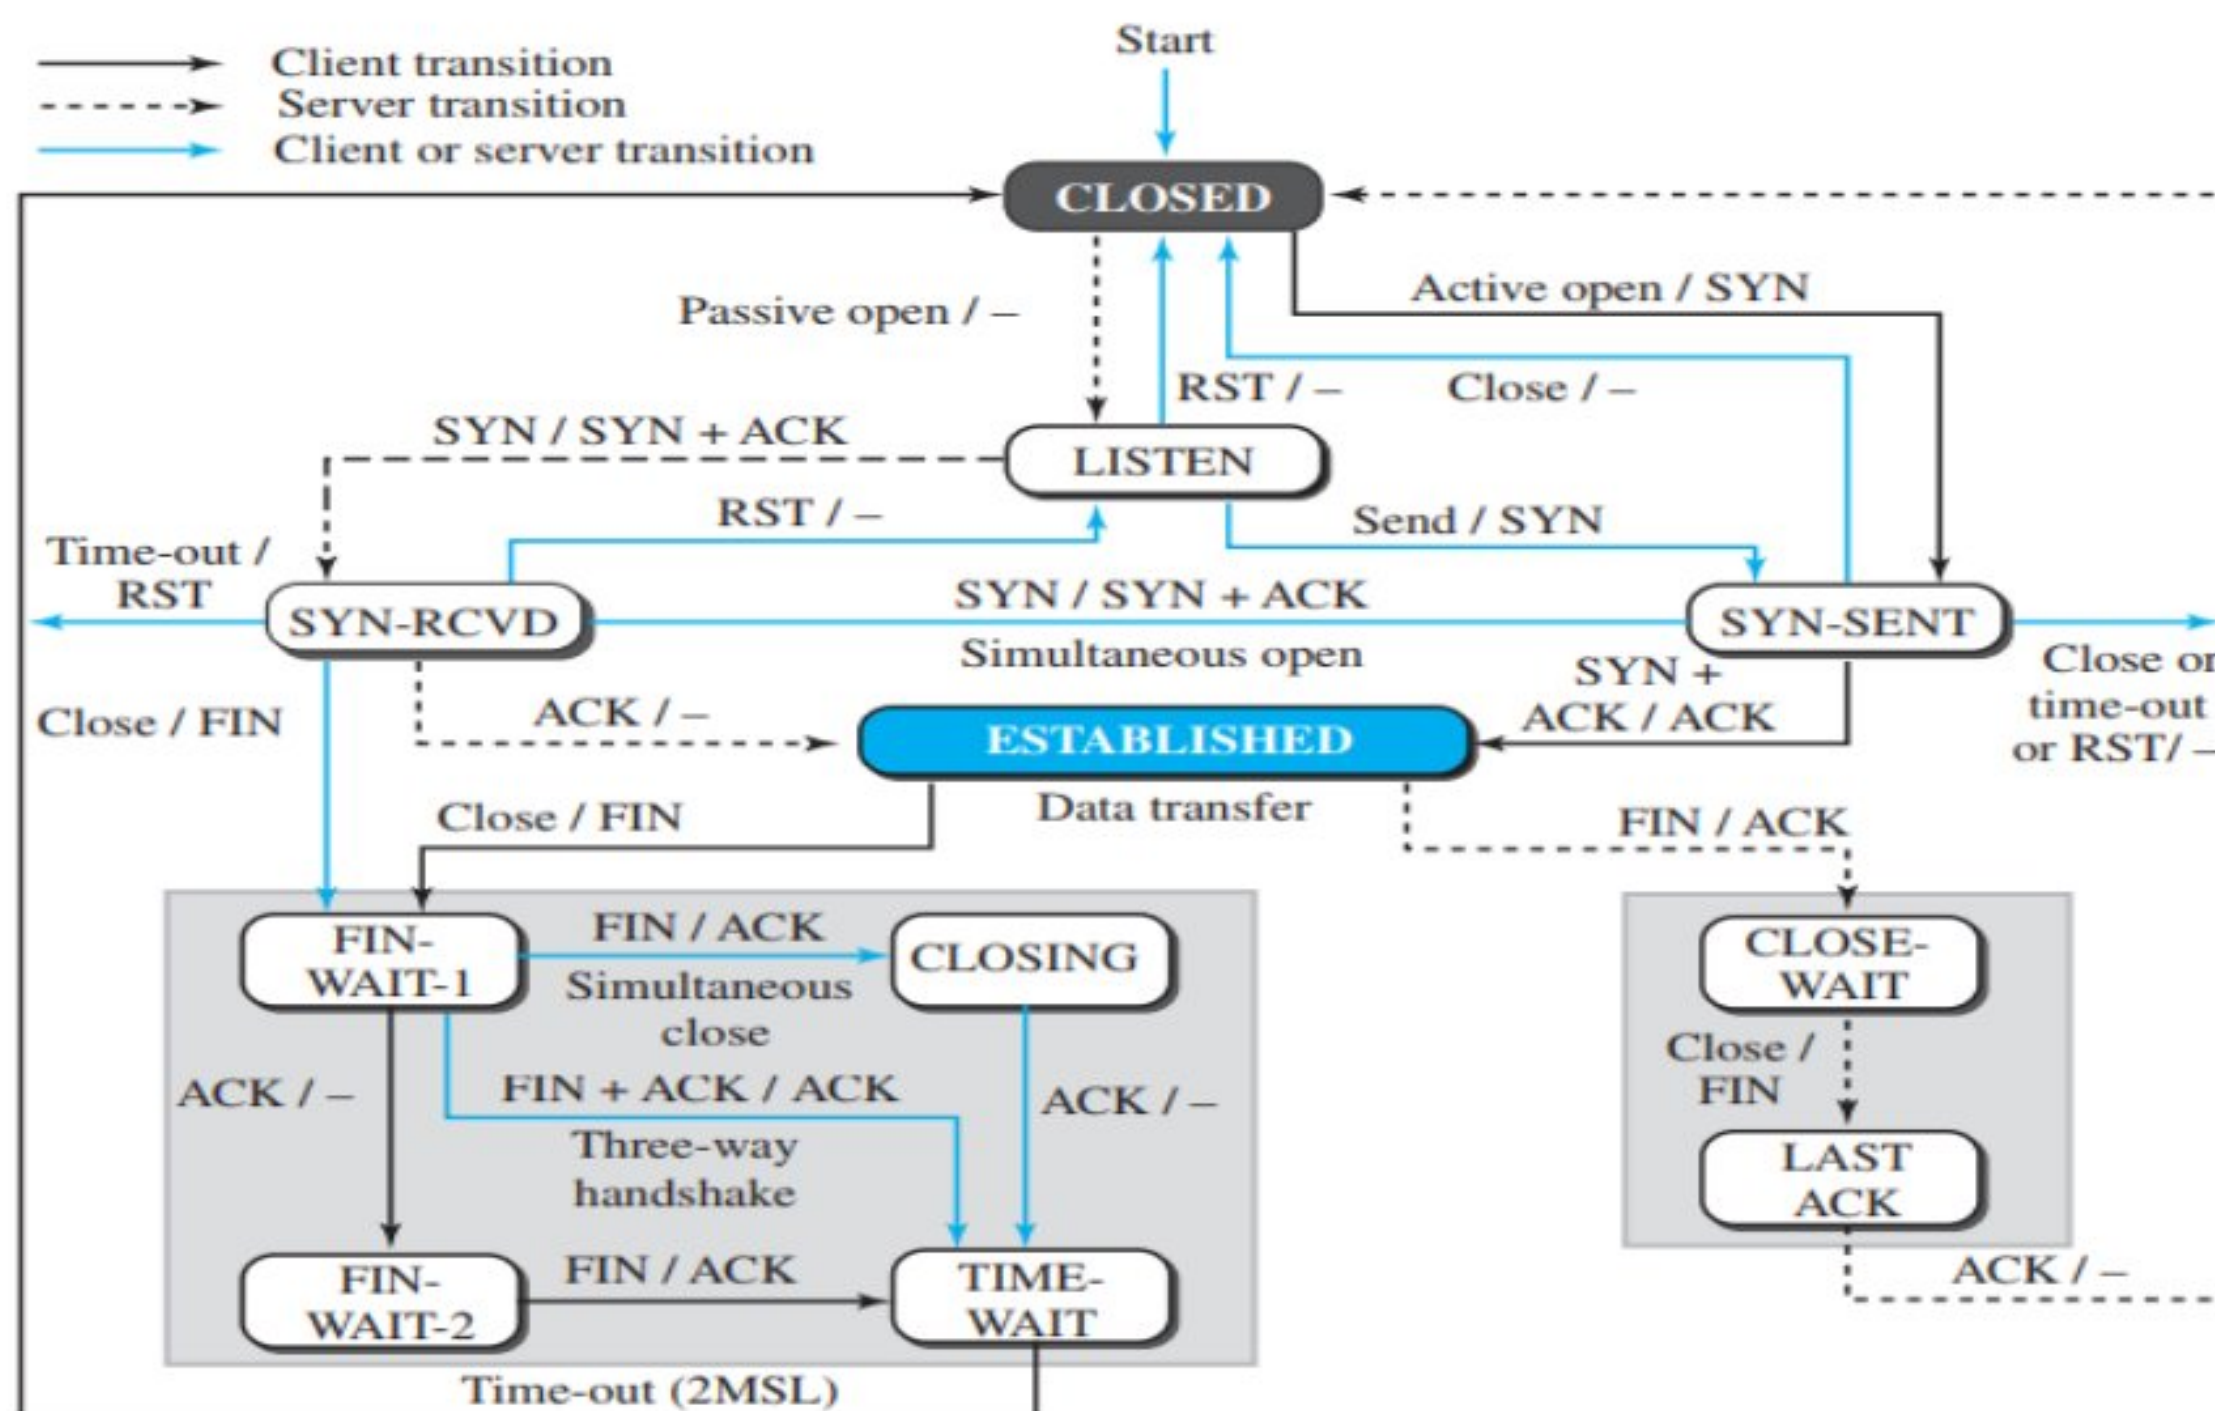 Start
Client transition
Server transition
Client or server transition
CLOSED
Active open / SYN
Passive open / –
RST / –
Close / –
SYN / SYN + ACK
LISTEN
RST / –
Send / SYN
Time-out /
RST
SYN / SYN + ACK
SYN-RCVD
SYN-SENT
Simultaneous open
Close or
time-out
or RST/ –
SYN +
ACK / ACK
Close / FIN
ACK / –
ESTABLISHED
Data transfer
Close / FIN
FIN / ACK
FIN-
WAIT-1
FIN / ACK
Simultaneous
close
CLOSING
CLOSE-
WAIT
ACK / –
FIN + ACK / ACK
Three-way
handshake
ACK / –
Close /
FIN
LAST
ACK
FIN-
WAIT-2
FIN / ACK
TIME-
WAIT
ACK / –
Time-out (2MSL)